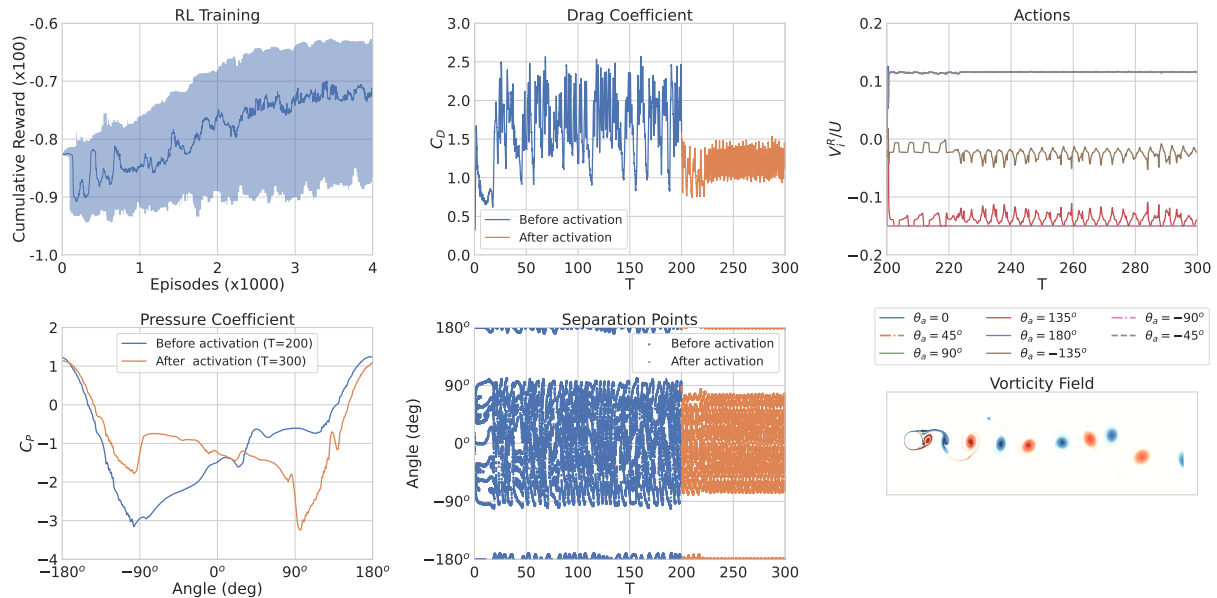 RL Training
Cumulative Reward (x100)
-0.6
-0.7
-0.8
-0.9
-1.0
0 1 2 3 4
Episodes (x1000)
Drag Coefficient
C_D
3.0
2.5
2.0
1.5
1.0
0.5
0.0
Before activation
After activation
0 50 100 150 200 250 300
T
Actions
V_i^R/U
0.2
0.1
0.0
−0.1
−0.2
200 220 240 260 280 300
T
Pressure Coefficient
C_P
2
1
0
−1
−2
−3
−4
Before activation (T=200)
After activation (T=300)
−180° −90° 0° 90° 180°
Angle (deg)
Separation Points
Angle (deg)
180°
90°
0°
−90°
−180°
Before activation
After activation
0 50 100 150 200 250 300
T
θ_a = 0
θ_a = 45°
θ_a = 90°
θ_a = 135°
θ_a = 180°
θ_a = −135°
θ_a = −90°
θ_a = −45°
Vorticity Field